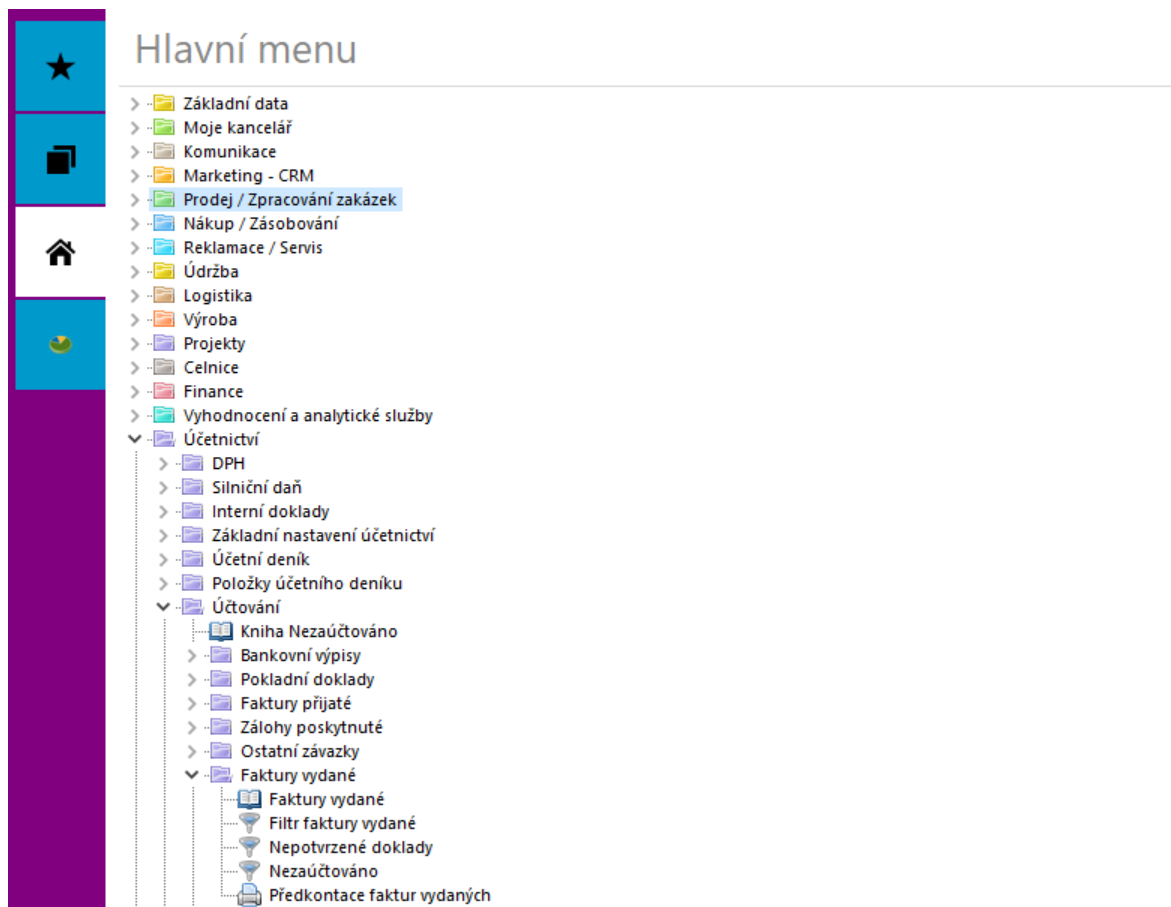 Hlavní menu
Základní data
Moje kancelář
Komunikace
Marketing - CRM
Prodej / Zpracování zakázek
Nákup / Zásobování
Reklamace / Servis
Údržba
Logistika
Výroba
Projekty
Celnice
Finance
Vyhodnocení a analytické služby
Účetnictví
DPH
Silniční daň
Interní doklady
Základní nastavení účetnictví
Účetní deník
Položky účetního deníku
Účtování
Kniha Nezaúčtováno
Bankovní výpisy
Pokladní doklady
Faktury přijaté
Zálohy poskytnuté
Ostatní závazky
Faktury vydané
Faktury vydané
Filtr faktury vydané
Nepotvrzené doklady
Nezaúčtováno
Předkontace faktur vydaných